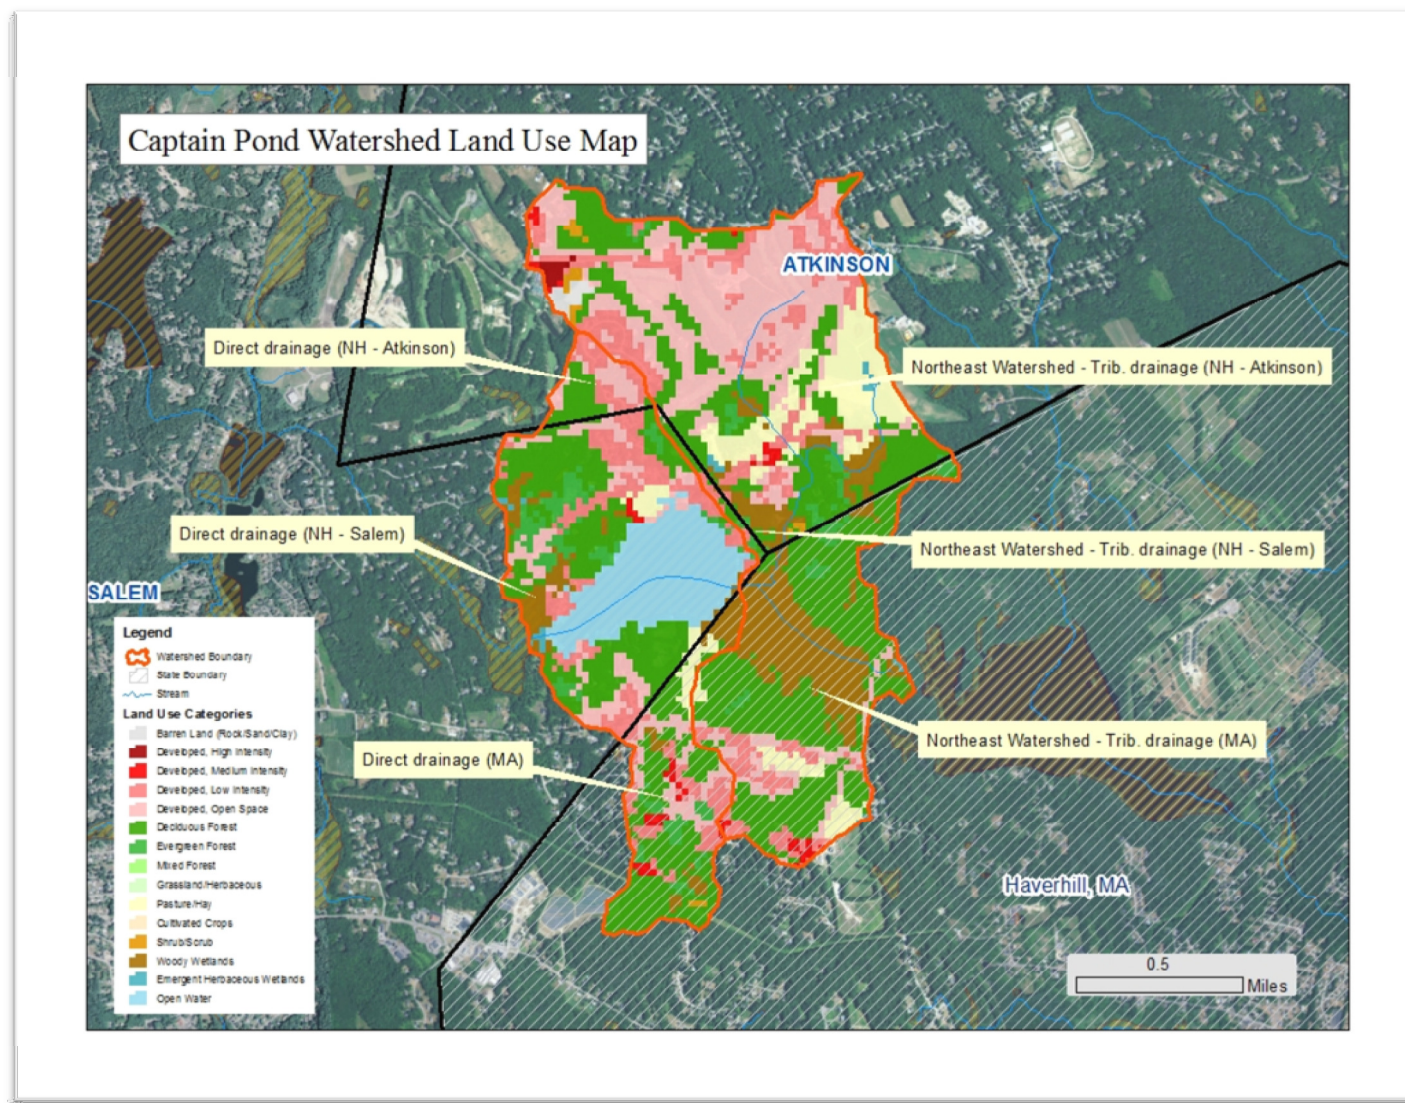 Captain Pond Watershed Land Use Map
ATKINSON
Direct drainage (NH - Atkinson)
Northeast Watershed - Trib. drainage (NH - Atkinson)
Direct drainage (NH - Salem)
Northeast Watershed - Trib. drainage (NH - Salem)
SALEM
Legend
Watershed Boundary
State Boundary
Stream
Land Use Categories
Barren Land (Rock/Sand/Clay)
Developed, High Intensity
Developed, Medium Intensity
Developed, Low Intensity
Developed, Open Space
Deciduous Forest
Evergreen Forest
Mixed Forest
Grassland/Herbaceous
Pasture/Hay
Cultivated Crops
Shrub/Scrub
Woody Wetlands
Emergent Herbaceous Wetlands
Open Water
Northeast Watershed - Trib. drainage (MA)
Direct drainage (MA)
Haverhill, MA
0.5
Miles